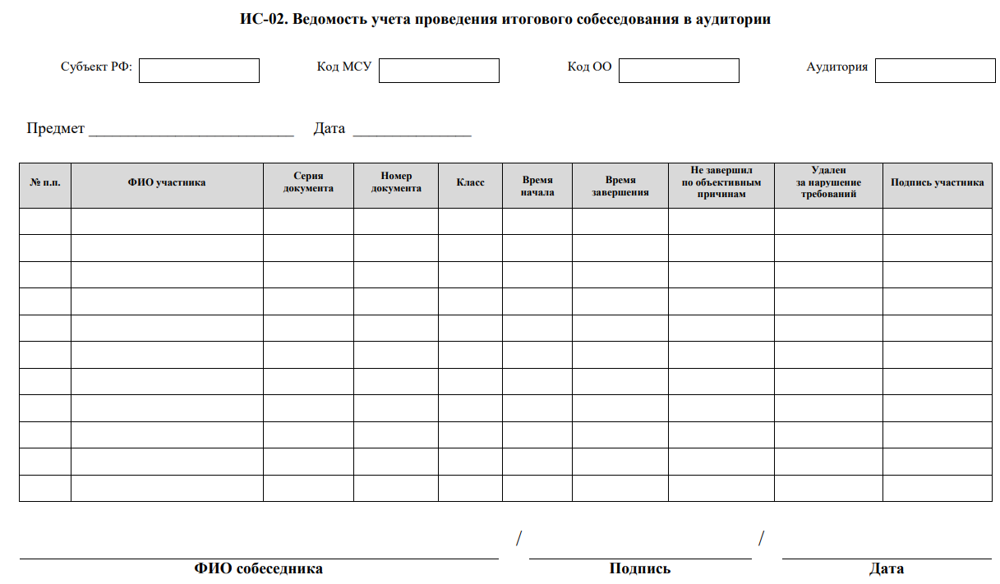 ИС-02. Ведомость учета проведения итогового собеседования в аудитории
Субъект РФ: Код МСУ Код ОО Аудитория
Предмет __________________________ Дата _______________
№ п.п. ФИО участника Серия документа Номер документа Класс Время начала Время завершения Не завершил по объективным причинам Удален за нарушение требований Подпись участника
/ /
ФИО собеседника Подпись Дата